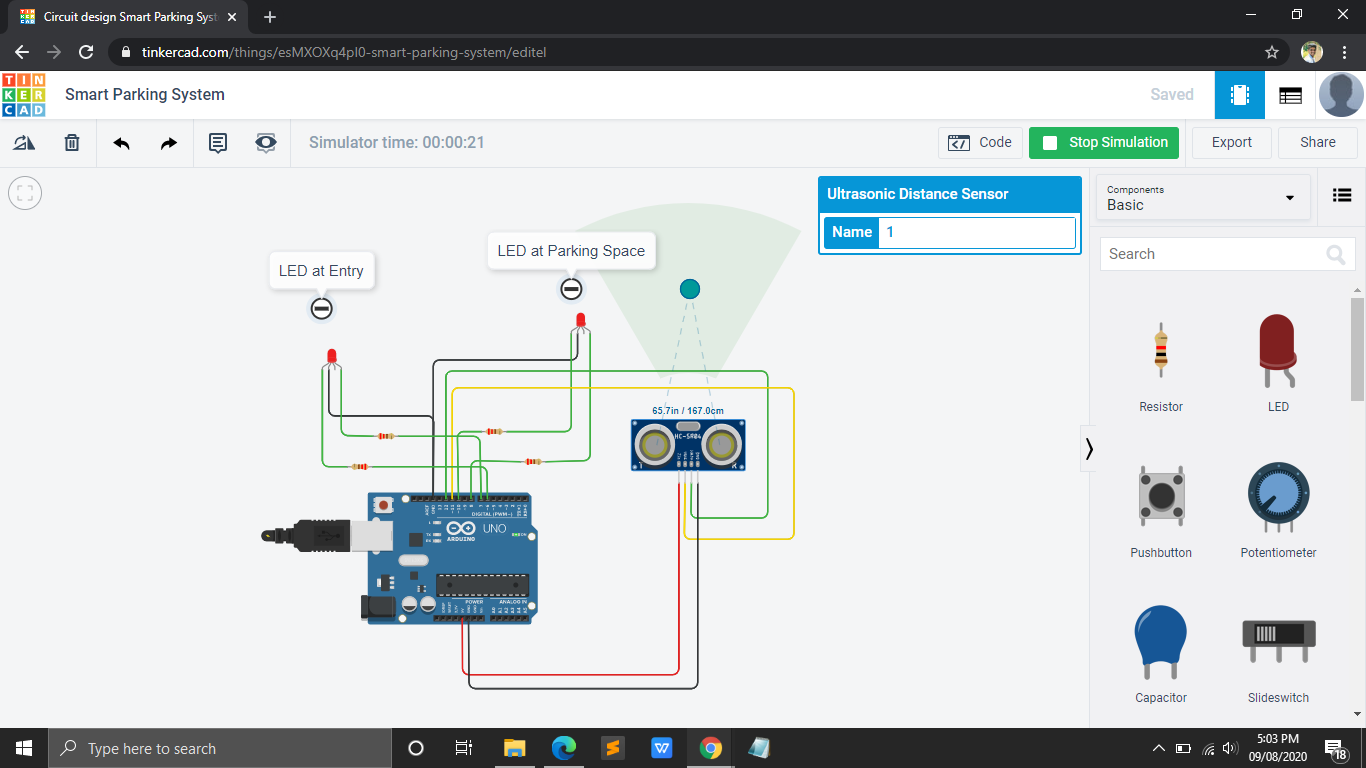 Circuit design Smart Parking Syst
tinkercad.com/things/esMXOXq4pl0-smart-parking-system/editel
TIN
KER
CAD
Smart Parking System
Saved
Simulator time: 00:00:21
Code
Stop Simulation
Export
Share
Ultrasonic Distance Sensor
Name 1
Components
Basic
Search
LED at Parking Space
LED at Entry
65.7in / 167.0cm
HC-SR04
DIGITAL (PWM~)
UNO
ARDUINO
POWER
ANALOG IN
Resistor
LED
Pushbutton
Potentiometer
Capacitor
Slideswitch
Type here to search
5:03 PM
09/08/2020
18